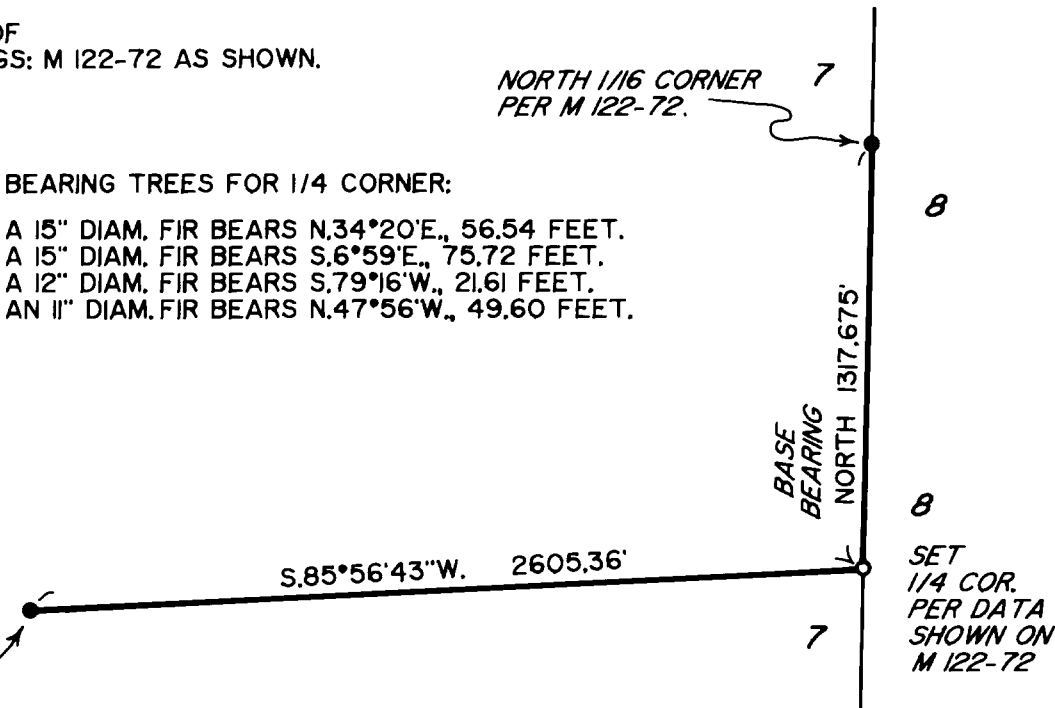 OF
GS: M 122-72 AS SHOWN.
NORTH 1/16 CORNER
PER M 122-72.
7
8
BEARING TREES FOR 1/4 CORNER:
A 15" DIAM. FIR BEARS N.34°20'E., 56.54 FEET.
A 15" DIAM. FIR BEARS S.6°59'E., 75.72 FEET.
A 12" DIAM. FIR BEARS S.79°16'W., 21.61 FEET.
AN 11" DIAM. FIR BEARS N.47°56'W., 49.60 FEET.
BASE
BEARING
NORTH 1317.675'
8
SET
1/4 COR.
PER DATA
SHOWN ON
M 122-72
S.85°56'43"W. 2605.36'
7